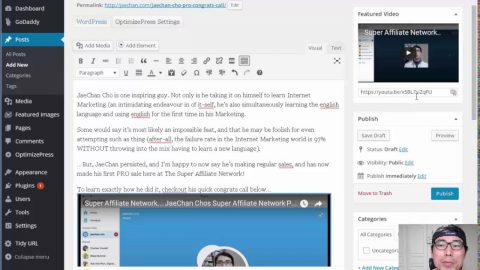 Permalink: http://jaechan.com/jaechan-cho-pro-congrats-call/ Edit
WordPress OptimizePress Settings
Add Media Add Element Visual Text
Paragraph
JaeChan Cho is one inspiring guy. Not only is he taking it on himself to learn Internet
Marketing (an intimidating endeavour in of it-self, he's also simultaneously learning the english
language and using english for the first time in his Marketing.
Some would say it's most likely an impossible feat, and that he may be foolish for even
attempting such as thing (after-all, the failure rate in the Internet Marketing world is 97%
WITHOUT throwing into the mix having to learn a new language).
... But, JaeChan persisted, and I'm happy to now say he's making regular sales, and has now
made his first PRO sale here at The Super Affiliate Network!
To learn exactly how he did it, checkout his quick congrats call below...
Super Affiliate Network... JaeChan Chos Super Affiliate Network P...
Dashboard
GoDaddy
Posts
All Posts
Add New
Categories
Tags
Media
Featured images
Pages
Comments
OptimizePress
Appearance
Plugins 1
Users
Tools
Settings
Tidy URL
Featured Video
Super Affiliate Network...
Publish
Save Draft Preview
Status: Draft Edit
Visibility: Public Edit
Publish immediately Edit
Move to Trash Publish
Categories
All Categories
Uncategorized
+ Add New Category